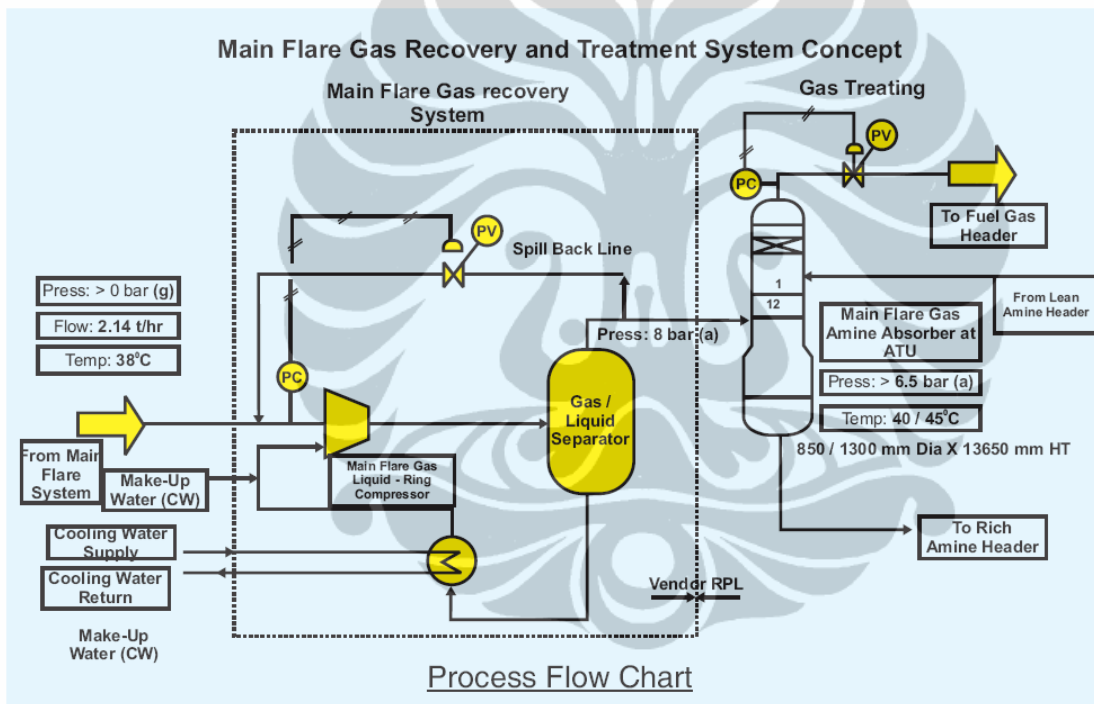 Main Flare Gas Recovery and Treatment System Concept
Main Flare Gas recovery
System
Gas Treating
PV
PC
To Fuel Gas
Header
PV
Spill Back Line
Press: > 0 bar (g)
Flow: 2.14 t/hr
Temp: 38°C
PC
1
12
From Lean
Amine Header
Press: 8 bar (a)
Main Flare Gas
Amine Absorber at
ATU
Press: > 6.5 bar (a)
Temp: 40 / 45°C
850 / 1300 mm Dia X 13650 mm HT
Gas /
Liquid
Separator
From Main
Flare
System
Make-Up
Water (CW)
Main Flare Gas
Liquid - Ring
Compressor
Cooling Water
Supply
Cooling Water
Return
Make-Up
Water (CW)
To Rich
Amine Header
Vendor RPL
Process Flow Chart